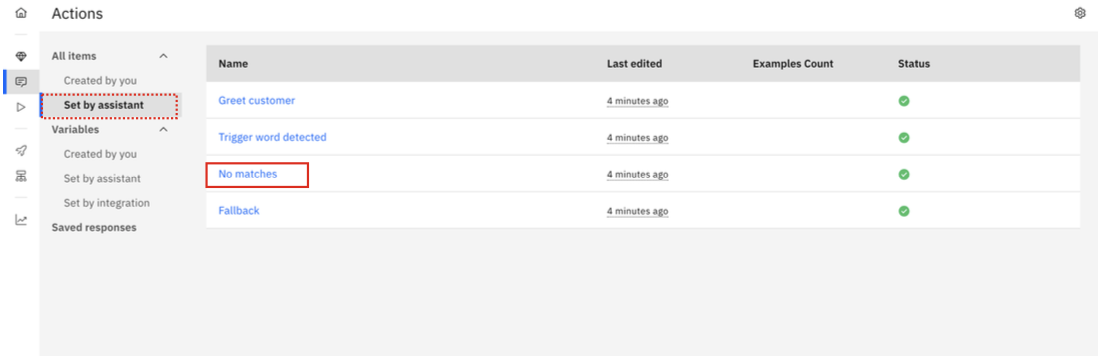 Actions
All items
Created by you
Set by assistant
Variables
Created by you
Set by assistant
Set by integration
Saved responses
Name Last edited Examples Count Status
Greet customer 4 minutes ago
Trigger word detected 4 minutes ago
No matches 4 minutes ago
Fallback 4 minutes ago